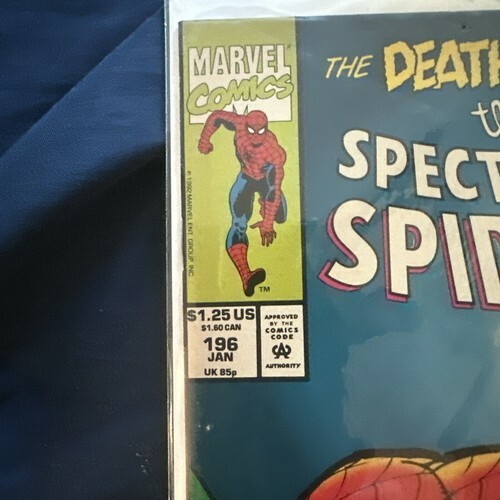 MARVEL
COMICS
THE DEATH
SPECT
SPID
© 1992 MARVEL ENT. GROUP, INC.
TM
$1.25 US
$1.60 CAN
196
JAN
UK 85p
APPROVED
BY THE
COMICS
CODE
CA
AUTHORITY